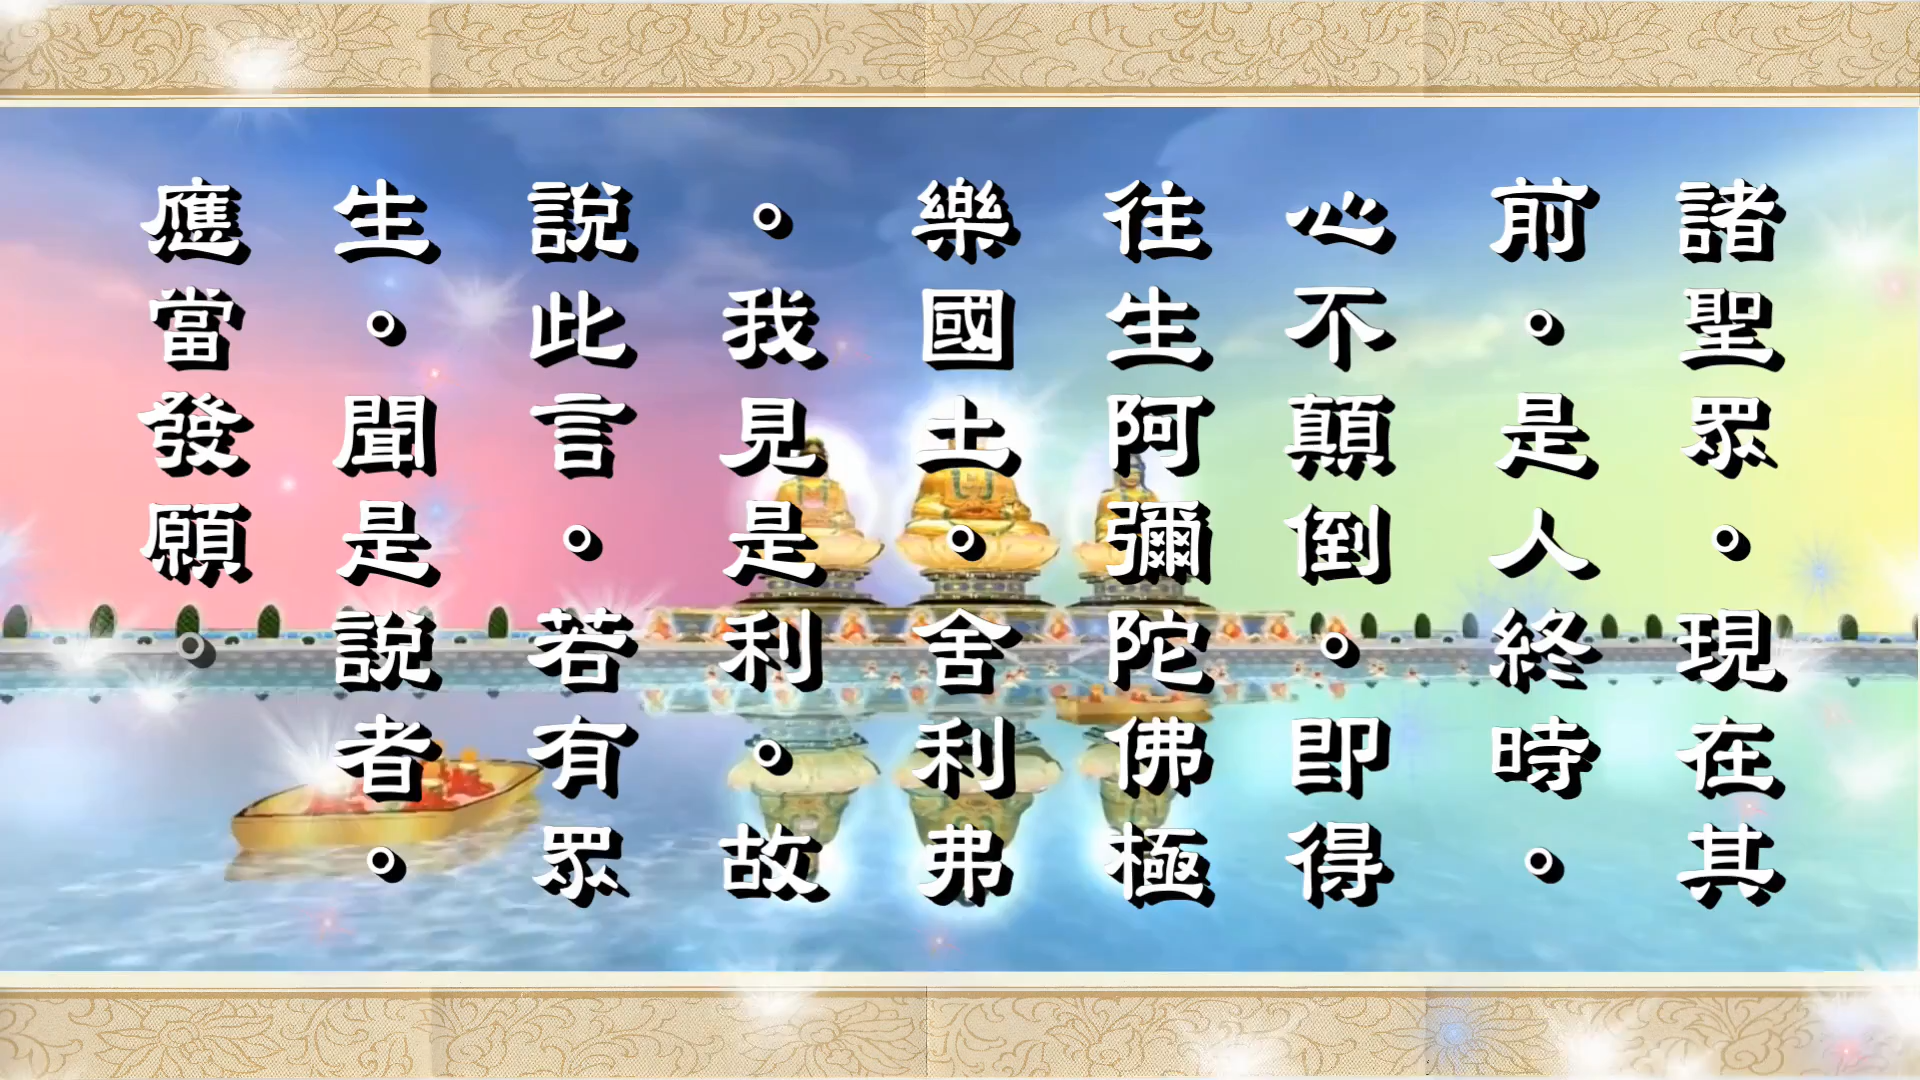 諸聖眾。現在其
前。是人終時。
心不顛倒。即得
往生阿彌陀佛極
樂國土。舍利弗
。我見是利。故
說此言。若有眾
生。聞是說者。
應當發願。